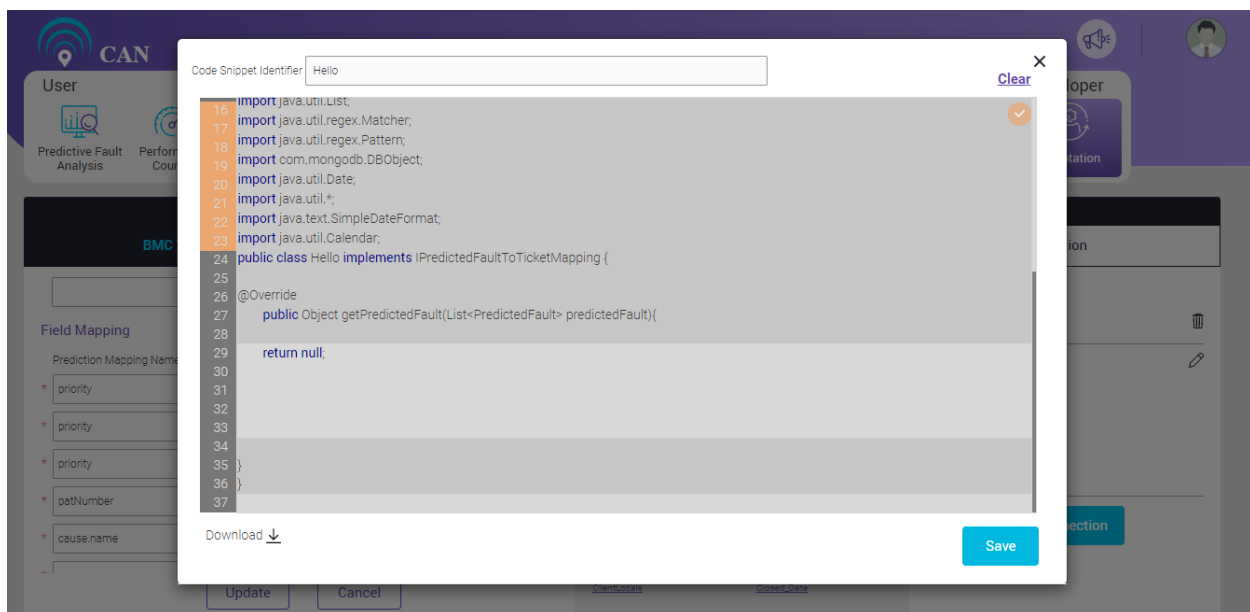 CAN
Code Snippet Identifier Hello
Clear
User
Predictive Fault
Analysis
16 import java.util.List;
17 import java.util.regex.Matcher;
18 import java.util.regex.Pattern;
19 import com.mongodb.DBObject;
20 import java.util.Date;
21 import java.util.*;
22 import java.text.SimpleDateFormat;
23 import java.util.Calendar;
24 public class Hello implements IPredictedFaultToTicketMapping {
25
26 @Override
27 public Object getPredictedFault(List<PredictedFault> predictedFault){
28
29 return null;
30
31
32
33
34
35 }
36 }
37
BMC
Field Mapping
Prediction Mapping Name
* priority
* priority
* priority
* patNumber
* cause.name
*
Download
Save
Update Cancel
ClientLocale Closed_Date